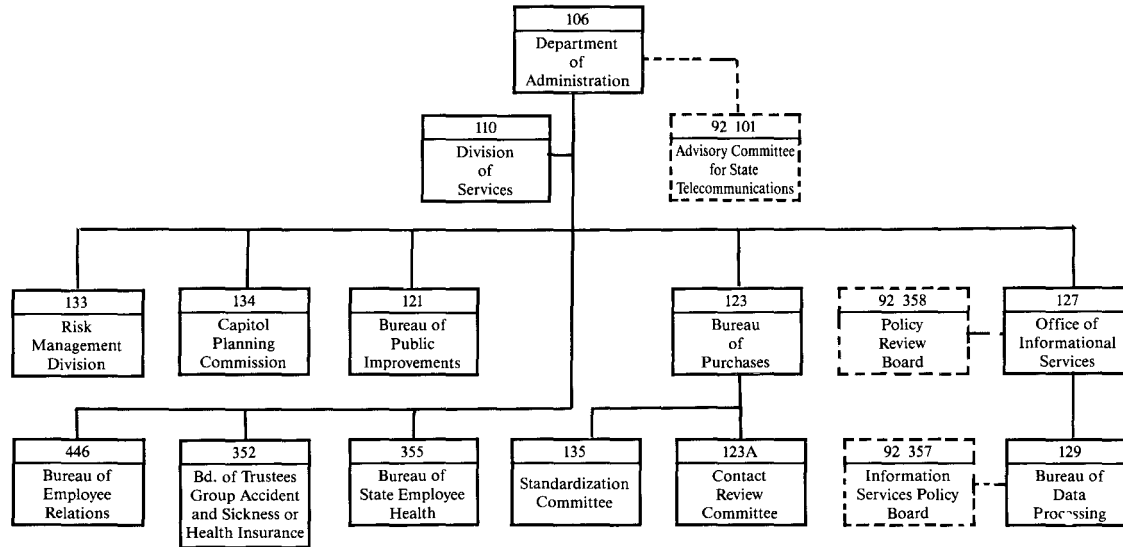 106
Department
of
Administration
110
Division
of
Services
92 101
Advisory Committee
for State
Telecommunications
133
Risk
Management
Division
134
Capitol
Planning
Commission
121
Bureau of
Public
Improvements
123
Bureau
of
Purchases
92 358
Policy
Review
Board
127
Office of
Informational
Services
446
Bureau of
Employee
Relations
352
Bd. of Trustees
Group Accident
and Sickness or
Health Insurance
355
Bureau of
State Employee
Health
135
Standardization
Committee
123A
Contact
Review
Committee
92 357
Information
Services Policy
Board
129
Bureau of
Data
Processing